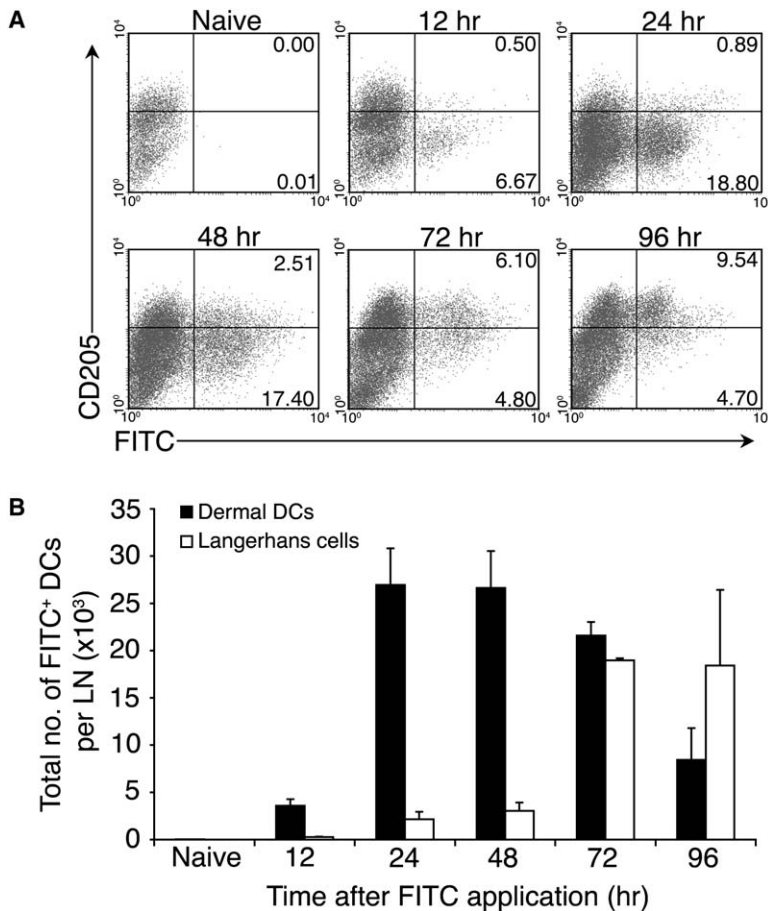 A
Naive
12 hr
24 hr
10⁴
0.00
0.01
10⁰
10⁰
10⁴
10⁴
0.50
6.67
10⁰
10⁰
10⁴
10⁴
0.89
18.80
10⁰
10⁰
10
48 hr
72 hr
96 hr
10⁴
2.51
17.40
10⁰
10⁰
10⁴
10⁴
6.10
4.80
10⁰
10⁰
10⁴
10⁴
9.54
4.70
10⁰
10⁰
10
CD205
FITC
B
Dermal DCs
Langerhans cells
Total no. of FITC⁺ DCs
per LN (x10³)
35
30
25
20
15
10
5
0
Naive 12 24 48 72 96
Time after FITC application (hr)